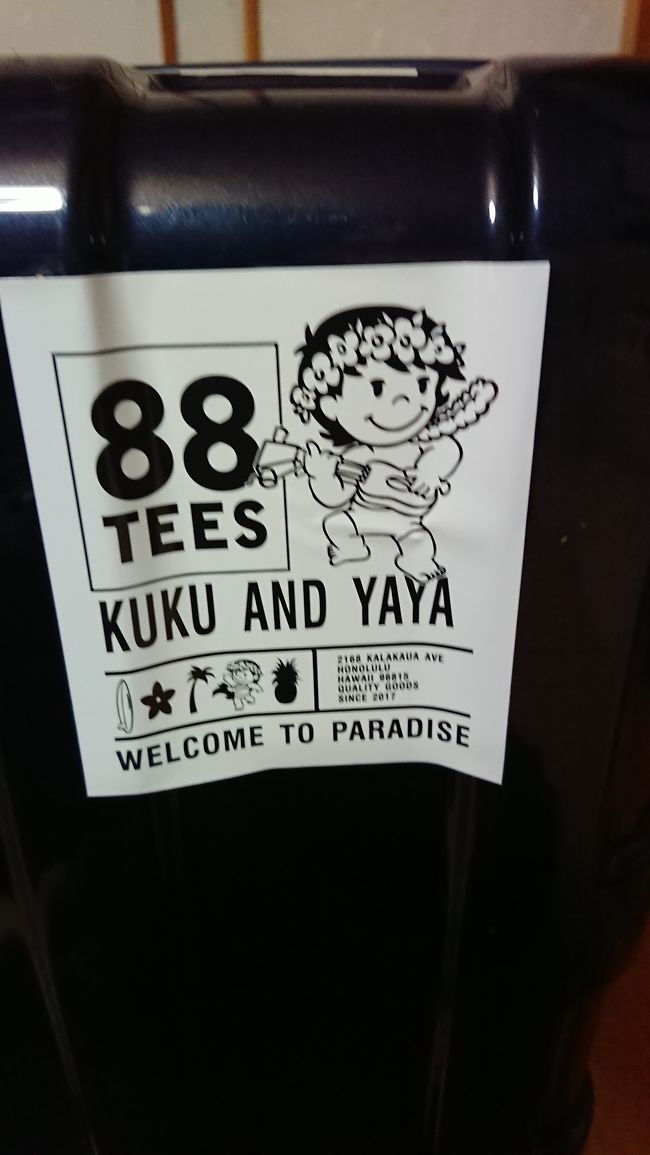 88
TEES
KUKU AND YAYA
2168 KALAKAUA AVE
HONOLULU
HAWAII 96815
QUALITY GOODS
SINCE 2017
WELCOME TO PARADISE